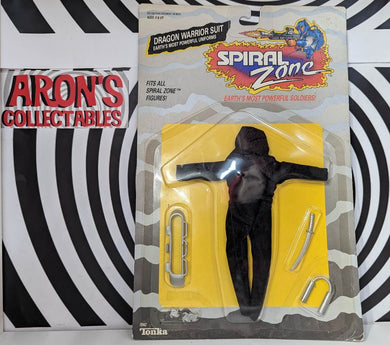 ARON'S
COLLECTABLES
DRAGON WARRIOR SUIT
EARTH'S MOST POWERFUL UNIFORMS
SPIRAL
Zone
EARTH'S MOST POWERFUL SOLDIERS!
FITS ALL
SPIRAL ZONE™
FIGURES!
Tonka